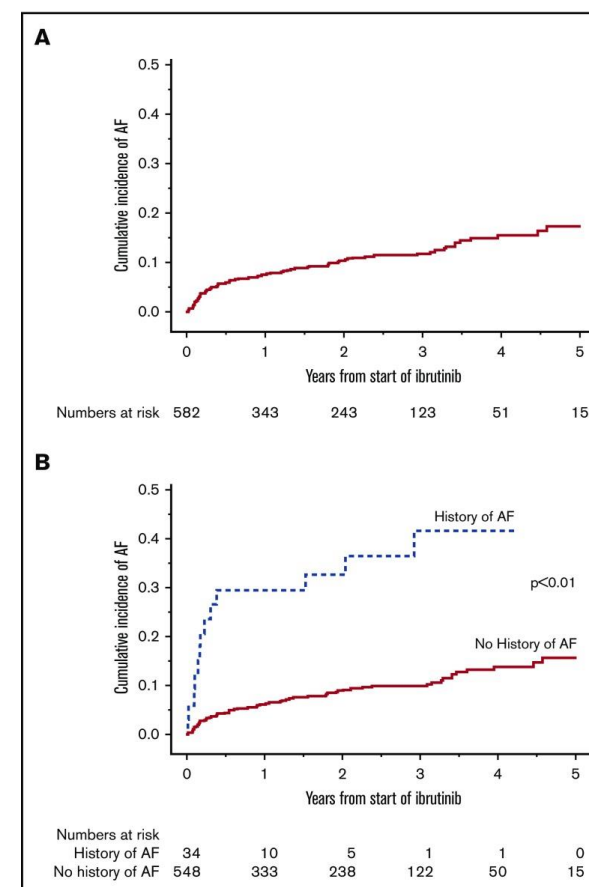 A
0.5
0.4
0.3
0.2
0.1
0.0
Cumulative incidence of AF
0 1 2 3 4 5
Years from start of ibrutinib
Numbers at risk 582 343 243 123 51 15
B
0.5
0.4
0.3
0.2
0.1
0.0
Cumulative incidence of AF
History of AF
p<0.01
No History of AF
0 1 2 3 4 5
Years from start of ibrutinib
Numbers at risk
History of AF 34 10 5 1 1 0
No history of AF 548 333 238 122 50 15